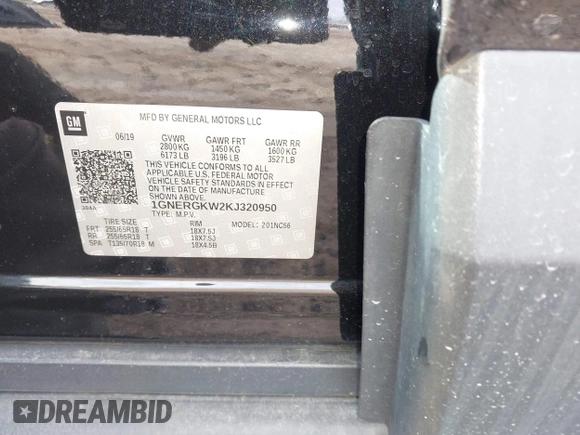 GM
MFD BY GENERAL MOTORS LLC
06/19 GVWR GAWR FRT GAWR RR
2800 KG 1450 KG 1600 KG
6173 LB 3196 LB 3527 LB
THIS VEHICLE CONFORMS TO ALL
APPLICABLE U.S. FEDERAL MOTOR
VEHICLE SAFETY STANDARDS IN EFFECT
ON THE DATE OF MANUFACTURE
SHOWN ABOVE.
1GNERGKW2KJ320950
TYPE: M.P.V. MODEL: 201NC56
TIRE SIZE RIM
FRT 255/65R18 T 18X7.5J
RR 255/65R18 T 18X7.5J
SPA T135/70R18 M 18X4.5B
DREAMBID